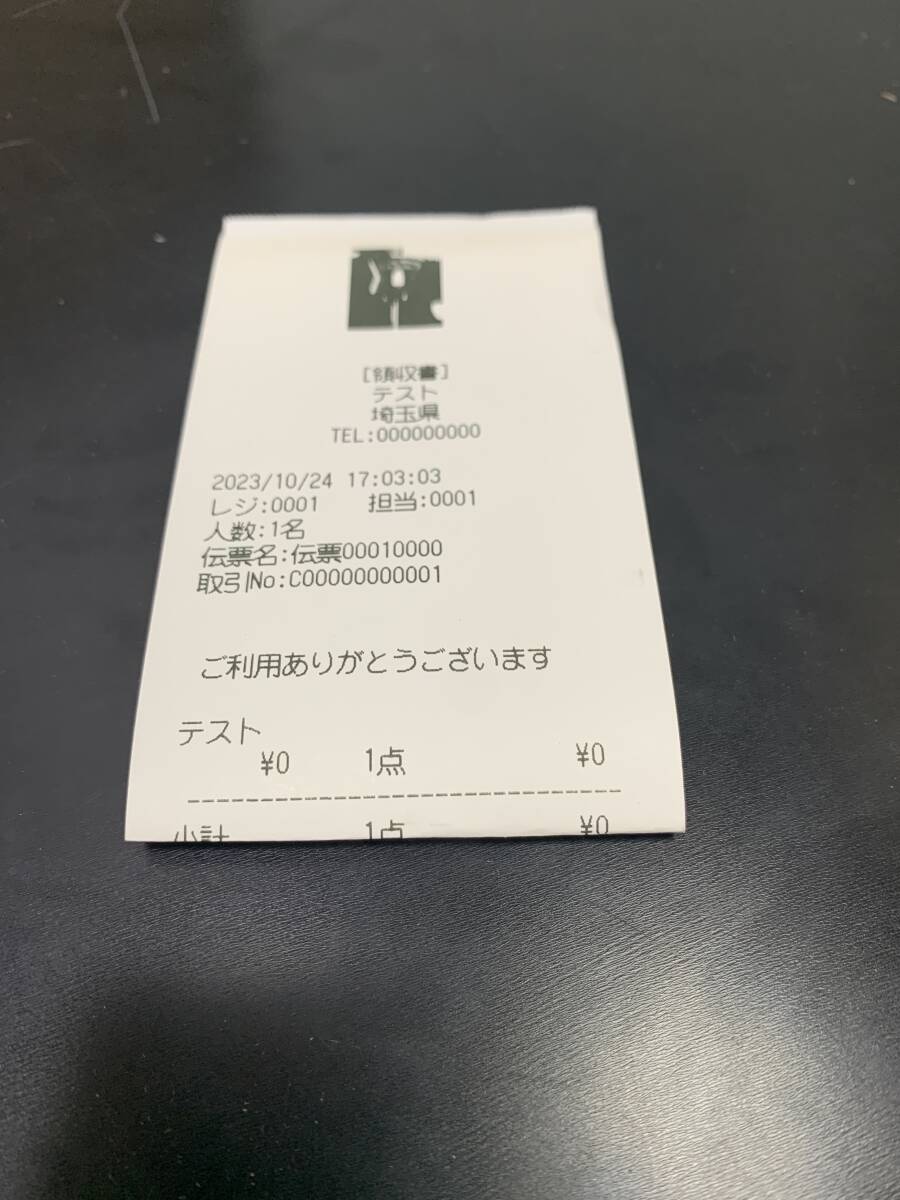 [領収書]
テスト
埼玉県
TEL:000000000
2023/10/24 17:03:03
レジ:0001 担当:0001
人数:1名
伝票名:伝票00010000
取引No:C00000000001
ご利用ありがとうございます
テスト
¥0 1点 ¥0
小計 1点 ¥0